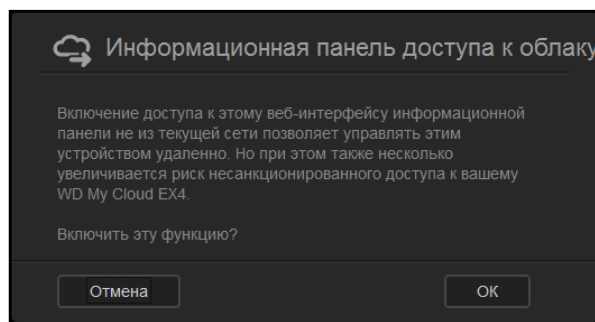 Информационная панель доступа к облаку
Включение доступа к этому веб-интерфейсу информационной
панели не из текущей сети позволяет управлять этим
устройством удаленно. Но при этом также несколько
увеличивается риск несанкционированного доступа к вашему
WD My Cloud EX4.
Включить эту функцию?
Отмена
ОК